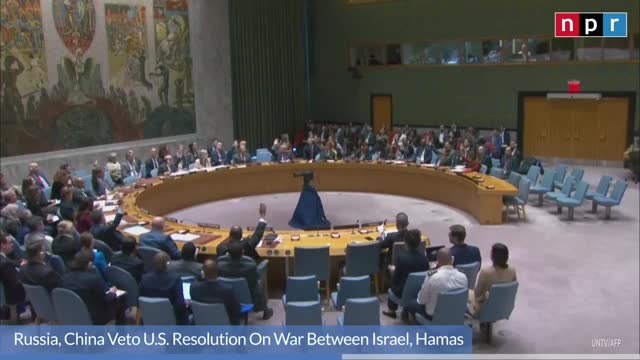 npr
Russia, China Veto U.S. Resolution On War Between Israel, Hamas
UNTV/AFP